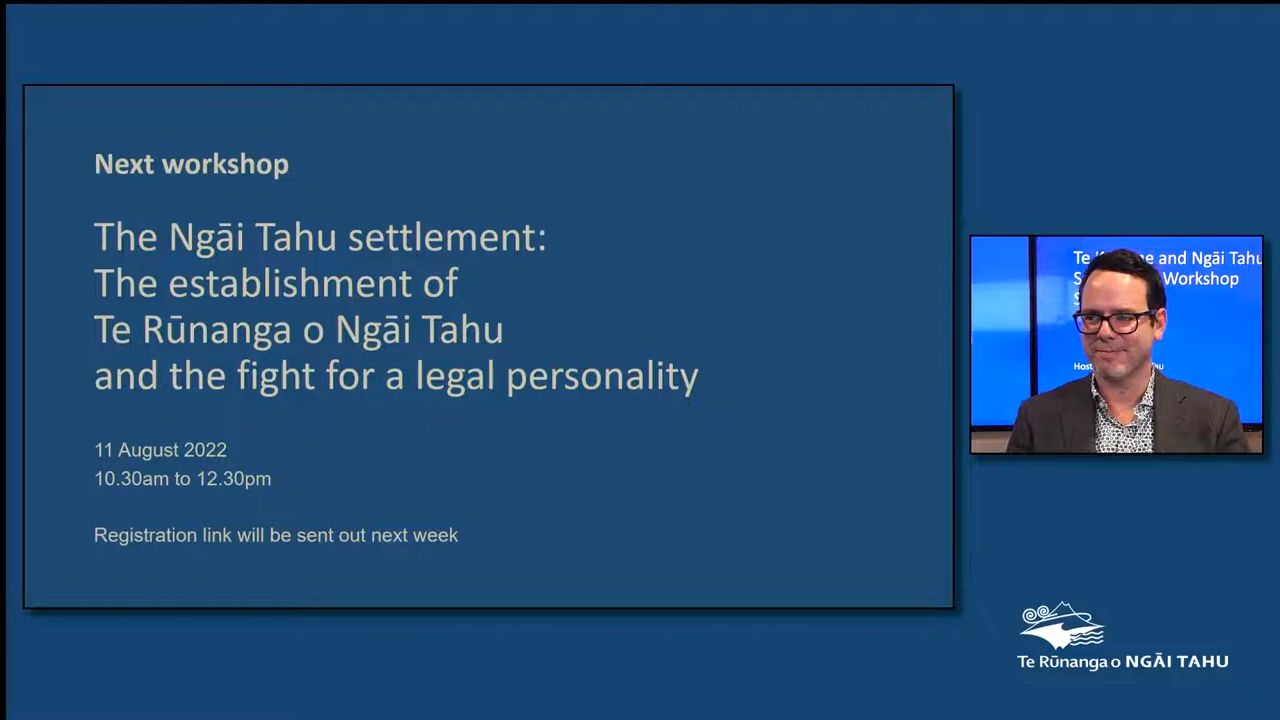 Next workshop
The Ngāi Tahu settlement:
The establishment of
Te Rūnanga o Ngāi Tahu
and the fight for a legal personality
11 August 2022
10.30am to 12.30pm
Registration link will be sent out next week
Te and Ngāi Tahu
Workshop
Te Rūnanga o NGĀI TAHU